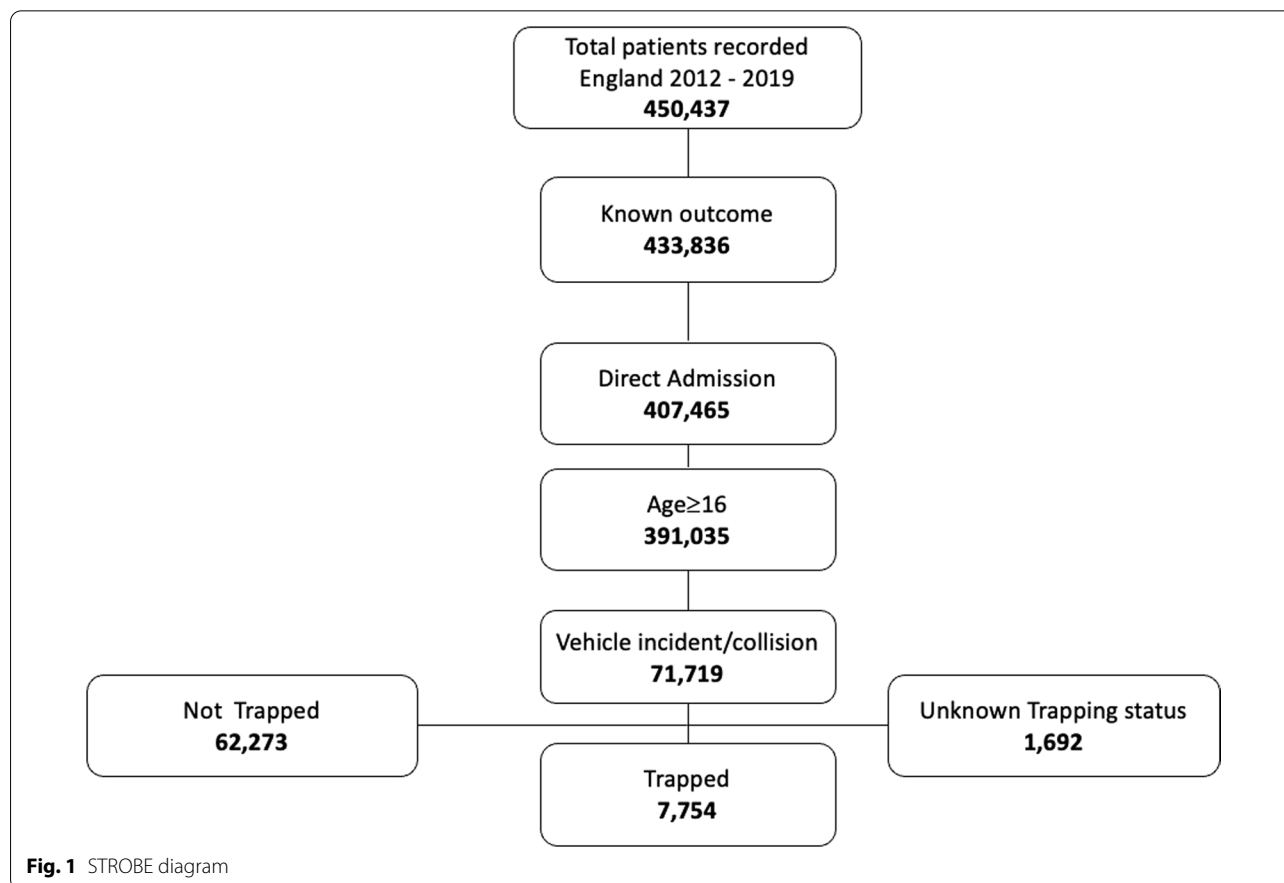 Total patients recorded
England 2012 - 2019
450,437
Known outcome
433,836
Direct Admission
407,465
Age≥16
391,035
Vehicle incident/collision
71,719
Not Trapped
62,273
Unknown Trapping status
1,692
Trapped
7,754
Fig. 1 STROBE diagram